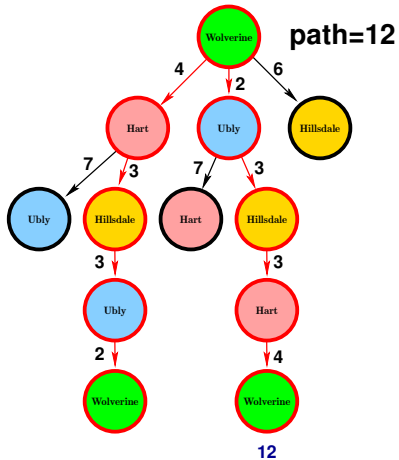 Wolverine
path=12
4
2
6
Hart
Ubly
Hillsdale
7
3
7
3
Ubly
Hillsdale
Hart
Hillsdale
3
3
Ubly
Hart
2
4
Wolverine
Wolverine
12